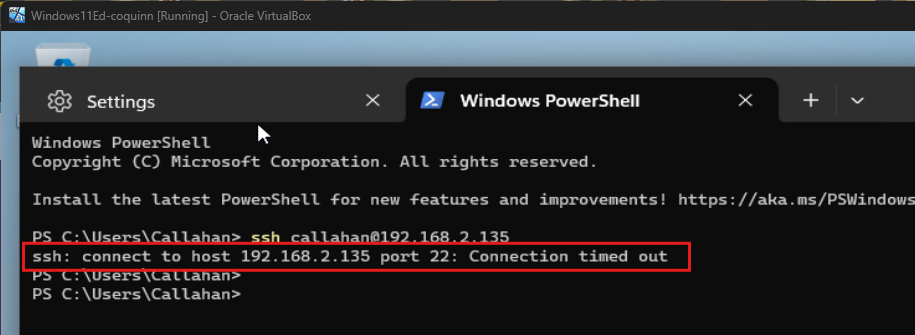 Windows11Ed-coquinn [Running] - Oracle VirtualBox
Settings
Windows PowerShell
Windows PowerShell
Copyright (C) Microsoft Corporation. All rights reserved.
Install the latest PowerShell for new features and improvements! https://aka.ms/PSWindows
PS C:\Users\Callahan> ssh callahan@192.168.2.135
ssh: connect to host 192.168.2.135 port 22: Connection timed out
PS C:\Users\Callahan>
PS C:\Users\Callahan>